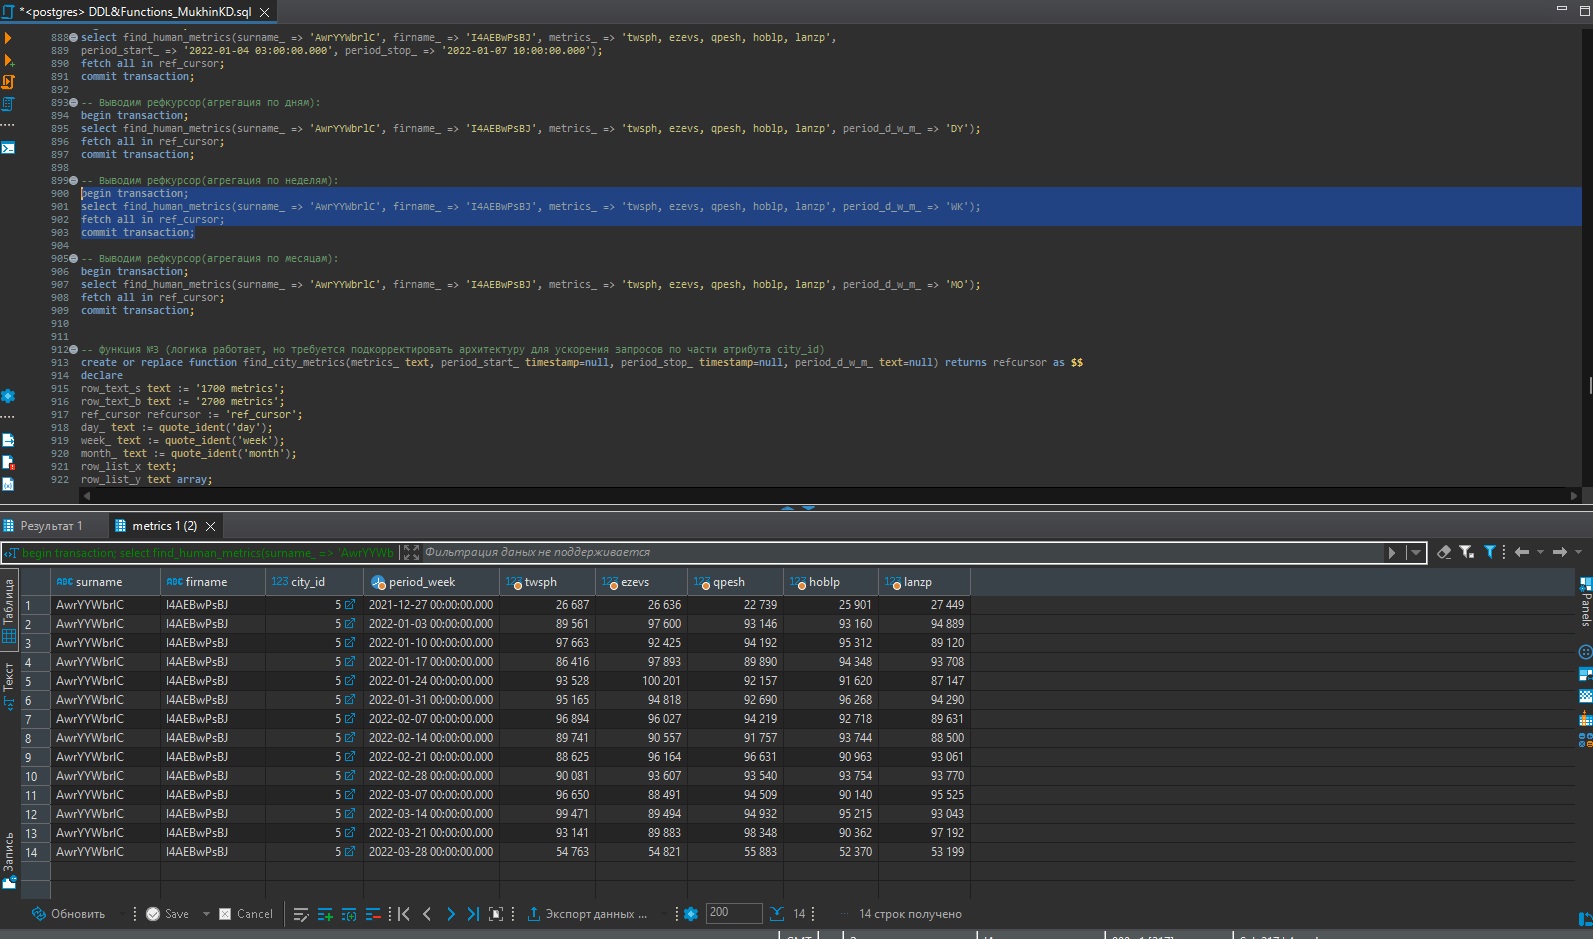 *<postgres> DDL&Functions_MukhinKD.sql
888 select find_human_metrics(surname_ => 'AwrYYWbrlC', firname_ => 'I4AEBwPsBJ', metrics_ => 'twsph, ezevs, qpesh, hoblp, lanzp',
889 period_start_ => '2022-01-04 03:00:00.000', period_stop_ => '2022-01-07 10:00:00.000');
890 fetch all in ref_cursor;
891 commit transaction;
892
893 -- Выводим рефкурсор(агрегация по дням):
894 begin transaction;
895 select find_human_metrics(surname_ => 'AwrYYWbrlC', firname_ => 'I4AEBwPsBJ', metrics_ => 'twsph, ezevs, qpesh, hoblp, lanzp', period_d_w_m_ => 'DY');
896 fetch all in ref_cursor;
897 commit transaction;
898
899 -- Выводим рефкурсор(агрегация по неделям):
900 begin transaction;
901 select find_human_metrics(surname_ => 'AwrYYWbrlC', firname_ => 'I4AEBwPsBJ', metrics_ => 'twsph, ezevs, qpesh, hoblp, lanzp', period_d_w_m_ => 'WK');
902 fetch all in ref_cursor;
903 commit transaction;
904
905 -- Выводим рефкурсор(агрегация по месяцам):
906 begin transaction;
907 select find_human_metrics(surname_ => 'AwrYYWbrlC', firname_ => 'I4AEBwPsBJ', metrics_ => 'twsph, ezevs, qpesh, hoblp, lanzp', period_d_w_m_ => 'MO');
908 fetch all in ref_cursor;
909 commit transaction;
910
911
912 -- функция №3 (логика работает, но требуется подкорректировать архитектуру для ускорения запросов по части атрибута city_id)
913 create or replace function find_city_metrics(metrics_ text, period_start_ timestamp=null, period_stop_ timestamp=null, period_d_w_m_ text=null) returns refcursor as $$
914 declare
915 row_text_s text := '1700 metrics';
916 row_text_b text := '2700 metrics';
917 ref_cursor refcursor := 'ref_cursor';
918 day_ text := quote_ident('day');
919 week_ text := quote_ident('week');
920 month_ text := quote_ident('month');
921 row_list_x text;
922 row_list_y text array;
Результат 1 metrics 1 (2)
begin transaction; select find_human_metrics(surname_ => 'AwrYYWb Фильтрация данных не поддерживается
Таблица
Текст
Запись
Panels
ABC surname ABC firname 123 city_id period_week 123 twsph 123 ezevs 123 qpesh 123 hoblp 123 lanzp
1 AwrYYWbrlC I4AEBwPsBJ 5 2021-12-27 00:00:00.000 26 687 26 636 22 739 25 901 27 449
2 AwrYYWbrlC I4AEBwPsBJ 5 2022-01-03 00:00:00.000 89 561 97 600 93 146 93 160 94 889
3 AwrYYWbrlC I4AEBwPsBJ 5 2022-01-10 00:00:00.000 97 663 92 425 94 192 95 312 89 120
4 AwrYYWbrlC I4AEBwPsBJ 5 2022-01-17 00:00:00.000 86 416 97 893 89 890 94 348 93 708
5 AwrYYWbrlC I4AEBwPsBJ 5 2022-01-24 00:00:00.000 93 528 100 201 92 157 91 620 87 147
6 AwrYYWbrlC I4AEBwPsBJ 5 2022-01-31 00:00:00.000 95 165 94 818 92 690 96 268 94 290
7 AwrYYWbrlC I4AEBwPsBJ 5 2022-02-07 00:00:00.000 96 894 96 027 94 219 92 718 89 631
8 AwrYYWbrlC I4AEBwPsBJ 5 2022-02-14 00:00:00.000 89 741 90 557 91 757 93 744 88 500
9 AwrYYWbrlC I4AEBwPsBJ 5 2022-02-21 00:00:00.000 88 625 96 164 96 631 90 963 93 061
10 AwrYYWbrlC I4AEBwPsBJ 5 2022-02-28 00:00:00.000 90 081 93 607 93 540 93 754 93 770
11 AwrYYWbrlC I4AEBwPsBJ 5 2022-03-07 00:00:00.000 96 650 88 491 94 509 90 140 95 525
12 AwrYYWbrlC I4AEBwPsBJ 5 2022-03-14 00:00:00.000 99 471 89 494 94 932 95 215 93 043
13 AwrYYWbrlC I4AEBwPsBJ 5 2022-03-21 00:00:00.000 93 141 89 883 98 348 90 362 97 192
14 AwrYYWbrlC I4AEBwPsBJ 5 2022-03-28 00:00:00.000 54 763 54 821 55 883 52 370 53 199
Обновить Save Cancel Экспорт данных ... 200 14 14 строк получено